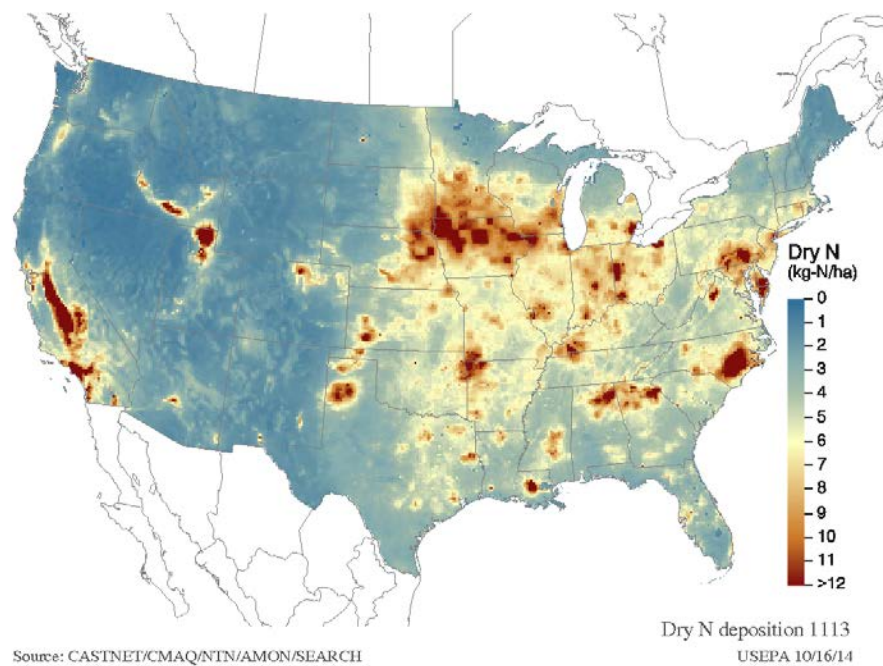 Dry N
(kg-N/ha)
0
1
2
3
4
5
6
7
8
9
10
11
>12
Dry N deposition 1113
Source: CASTNET/CMAQ/NTN/AMON/SEARCH
USEPA 10/16/14